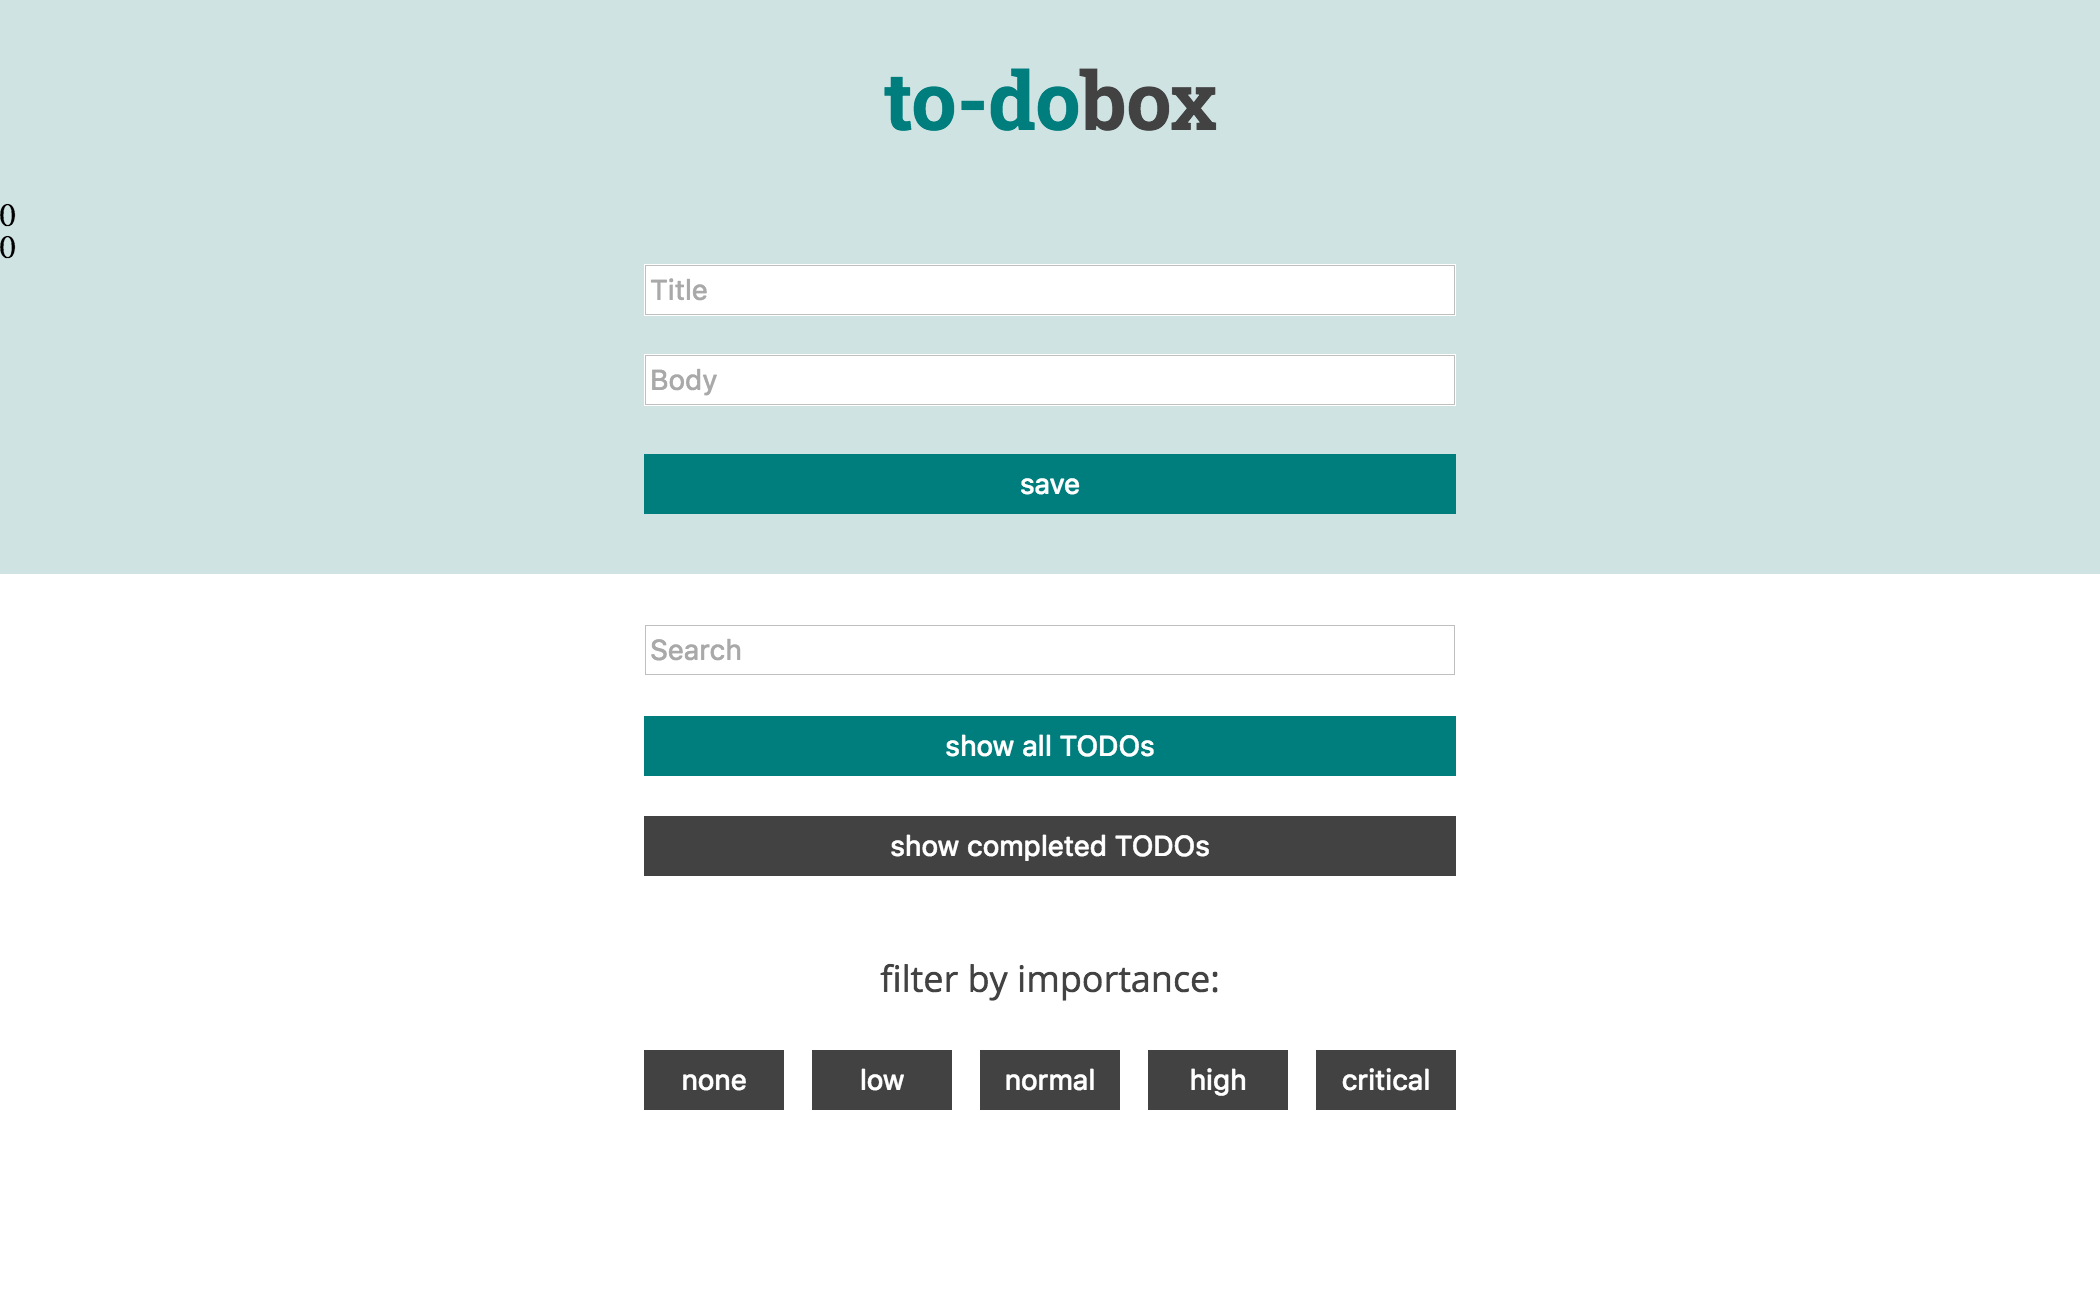 to-dobox
0
0
Title
Body
save
Search
show all TODOs
show completed TODOs
filter by importance:
none low normal high critical